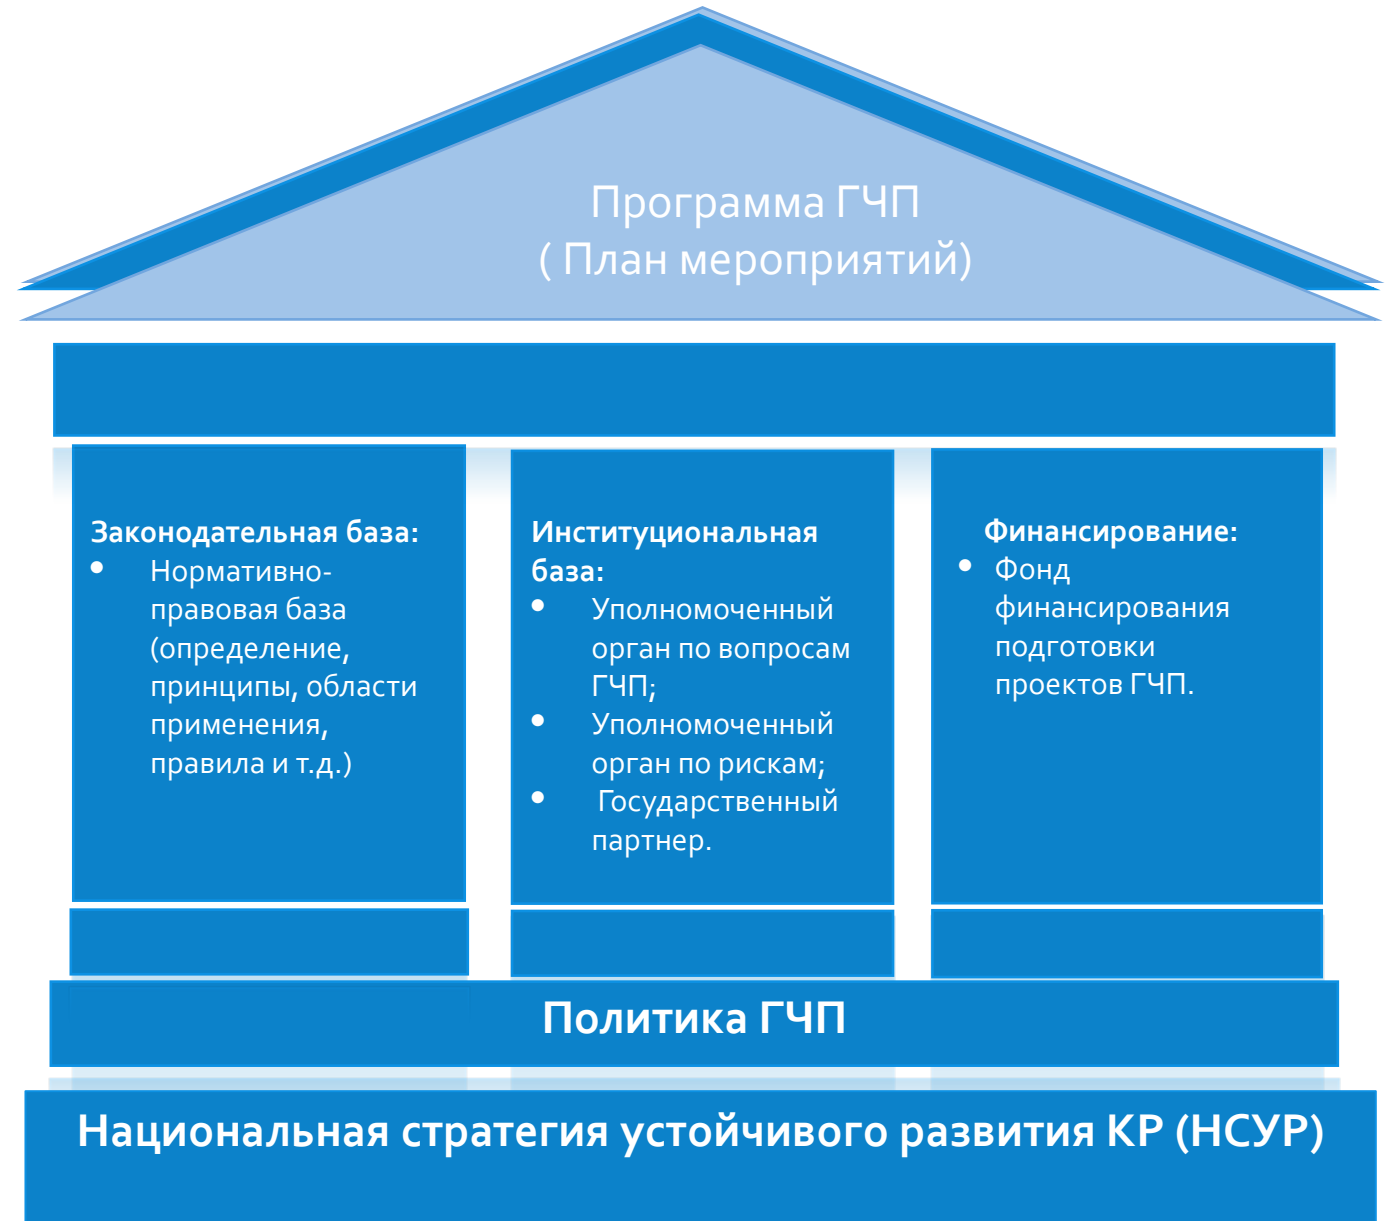 Программа ГЧП
( План мероприятий)
Законодательная база:
• Нормативно-
правовая база
(определение,
принципы, области
применения,
правила и т.д.)
Институциональная
база:
• Уполномоченный
орган по вопросам
ГЧП;
• Уполномоченный
орган по рискам;
• Государственный
партнер.
Финансирование:
• Фонд
финансирования
подготовки
проектов ГЧП.
Политика ГЧП
Национальная стратегия устойчивого развития КР (НСУР)